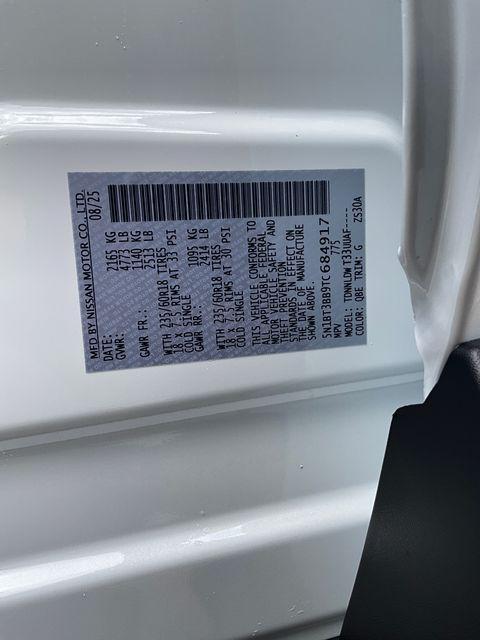 MFD BY NISSAN MOTOR CO., LTD.
DATE: 08/25
GVWR: 2165 KG
4773 LB
GAWR FR.: 1140 KG
2513 LB
WITH 235/60R18 TIRES
18 X 7.5 RIMS AT 33 PSI
COLD SINGLE
GAWR RR.: 1095 KG
2414 LB
WITH 235/60R18 TIRES
18 X 7.5 RIMS AT 30 PSI
COLD SINGLE
THIS VEHICLE CONFORMS TO
ALL APPLICABLE FEDERAL
MOTOR VEHICLE SAFETY AND
THEFT PREVENTION
STANDARDS IN EFFECT ON
THE DATE OF MANUFACTURE
SHOWN ABOVE.
5N1BT3BB9TC684917
MPV 775
MODEL: TDNNLDW T33UUAF----
COLOR: QBE TRIM: G ZS30A